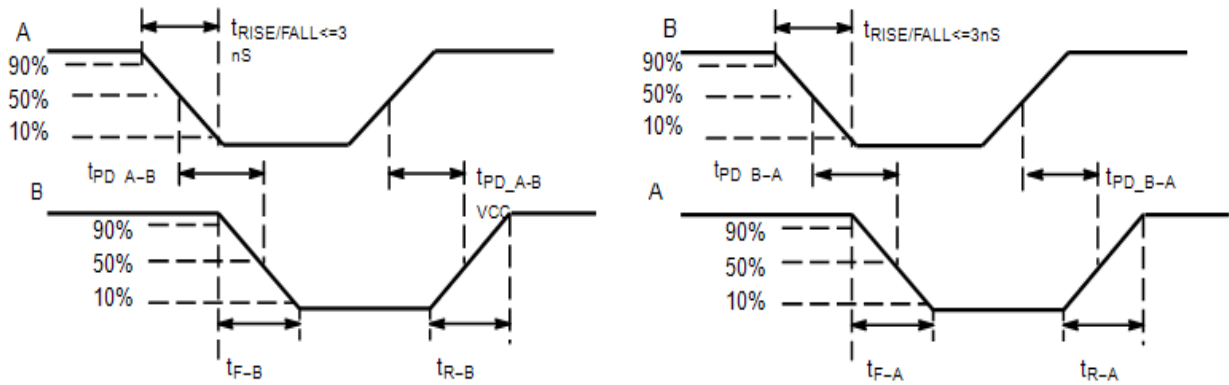 A
tRISE/FALL<=3
nS
90%
50%
10%
tPD A–B
tPD_A-B
VCC
B
90%
50%
10%
tF–B
tR–B
B
tRISE/FALL<=3nS
90%
50%
10%
tPD B–A
tPD_B–A
A
90%
50%
10%
tF–A
tR–A